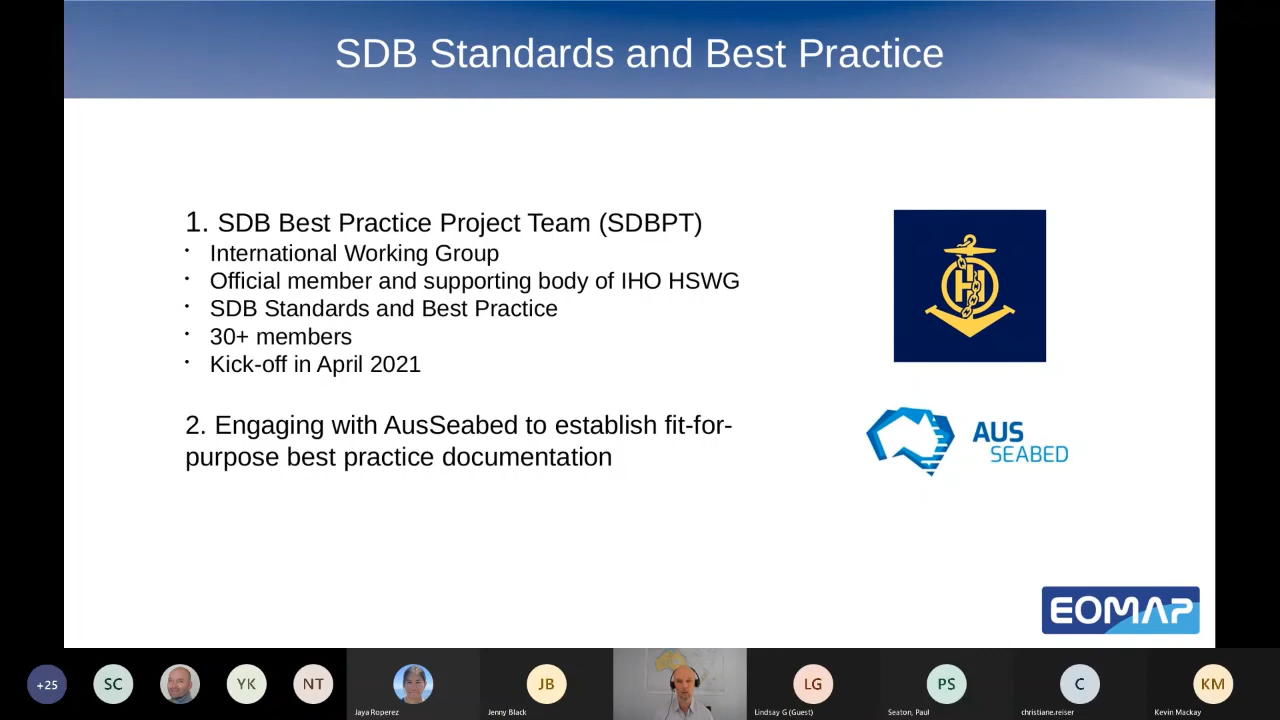 SDB Standards and Best Practice
1. SDB Best Practice Project Team (SDBPT)
· International Working Group
· Official member and supporting body of IHO HSWG
· SDB Standards and Best Practice
· 30+ members
· Kick-off in April 2021
2. Engaging with AusSeabed to establish fit-for-
purpose best practice documentation
AUS
SEABED
EOMAP
+25
SC
YK
NT
Jaya Roperez
JB
Jenny Black
LG
Lindsay G (Guest)
PS
Seaton, Paul
C
christiane.reiser
KM
Kevin Mackay